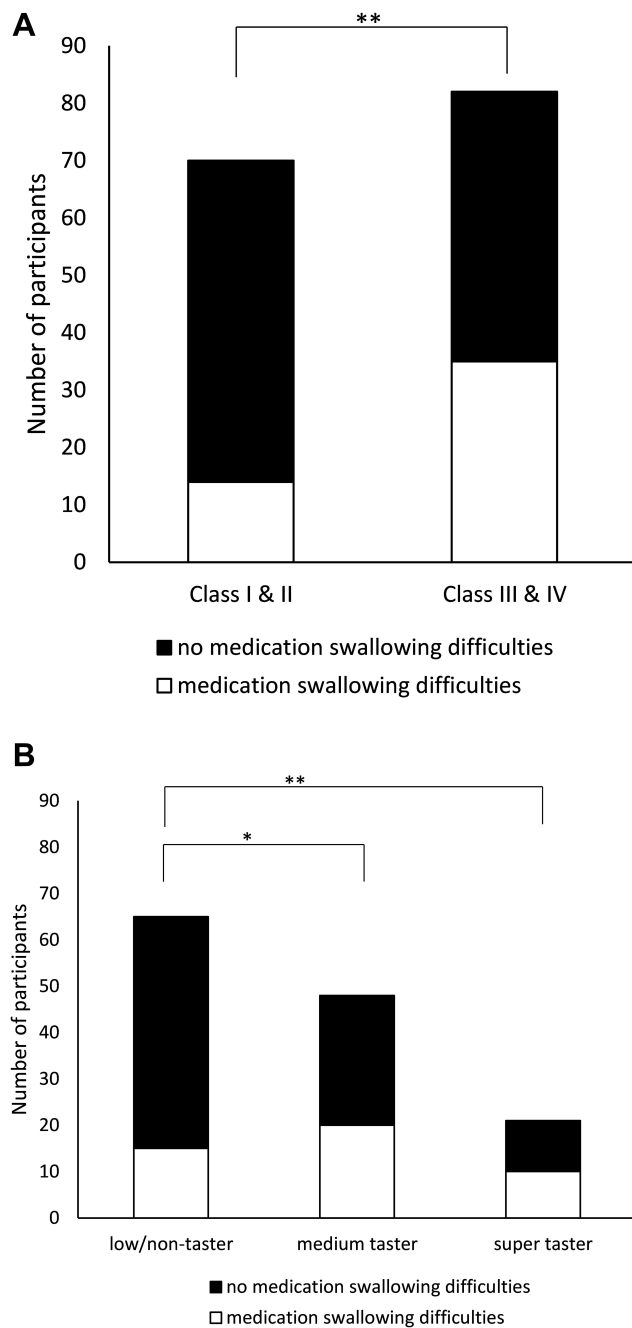 A
**
90
80
70
60
50
40
30
20
10
0
Number of participants
Class I & II
Class III & IV
no medication swallowing difficulties
medication swallowing difficulties
B
**
*
90
80
70
60
50
40
30
20
10
0
Number of participants
low/non-taster
medium taster
super taster
no medication swallowing difficulties
medication swallowing difficulties